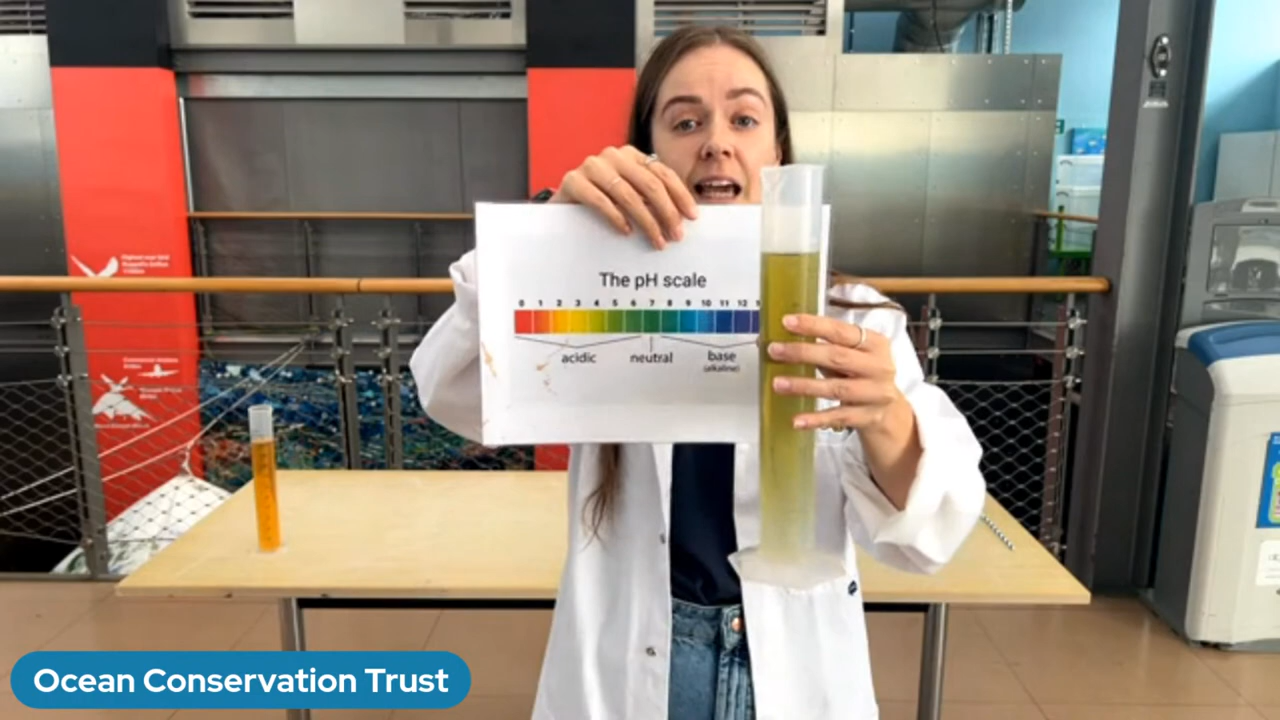 The pH scale
0 1 2 3 4 5 6 7 8 9 10 11 12
acidic neutral base
(alkaline)
Ocean Conservation Trust